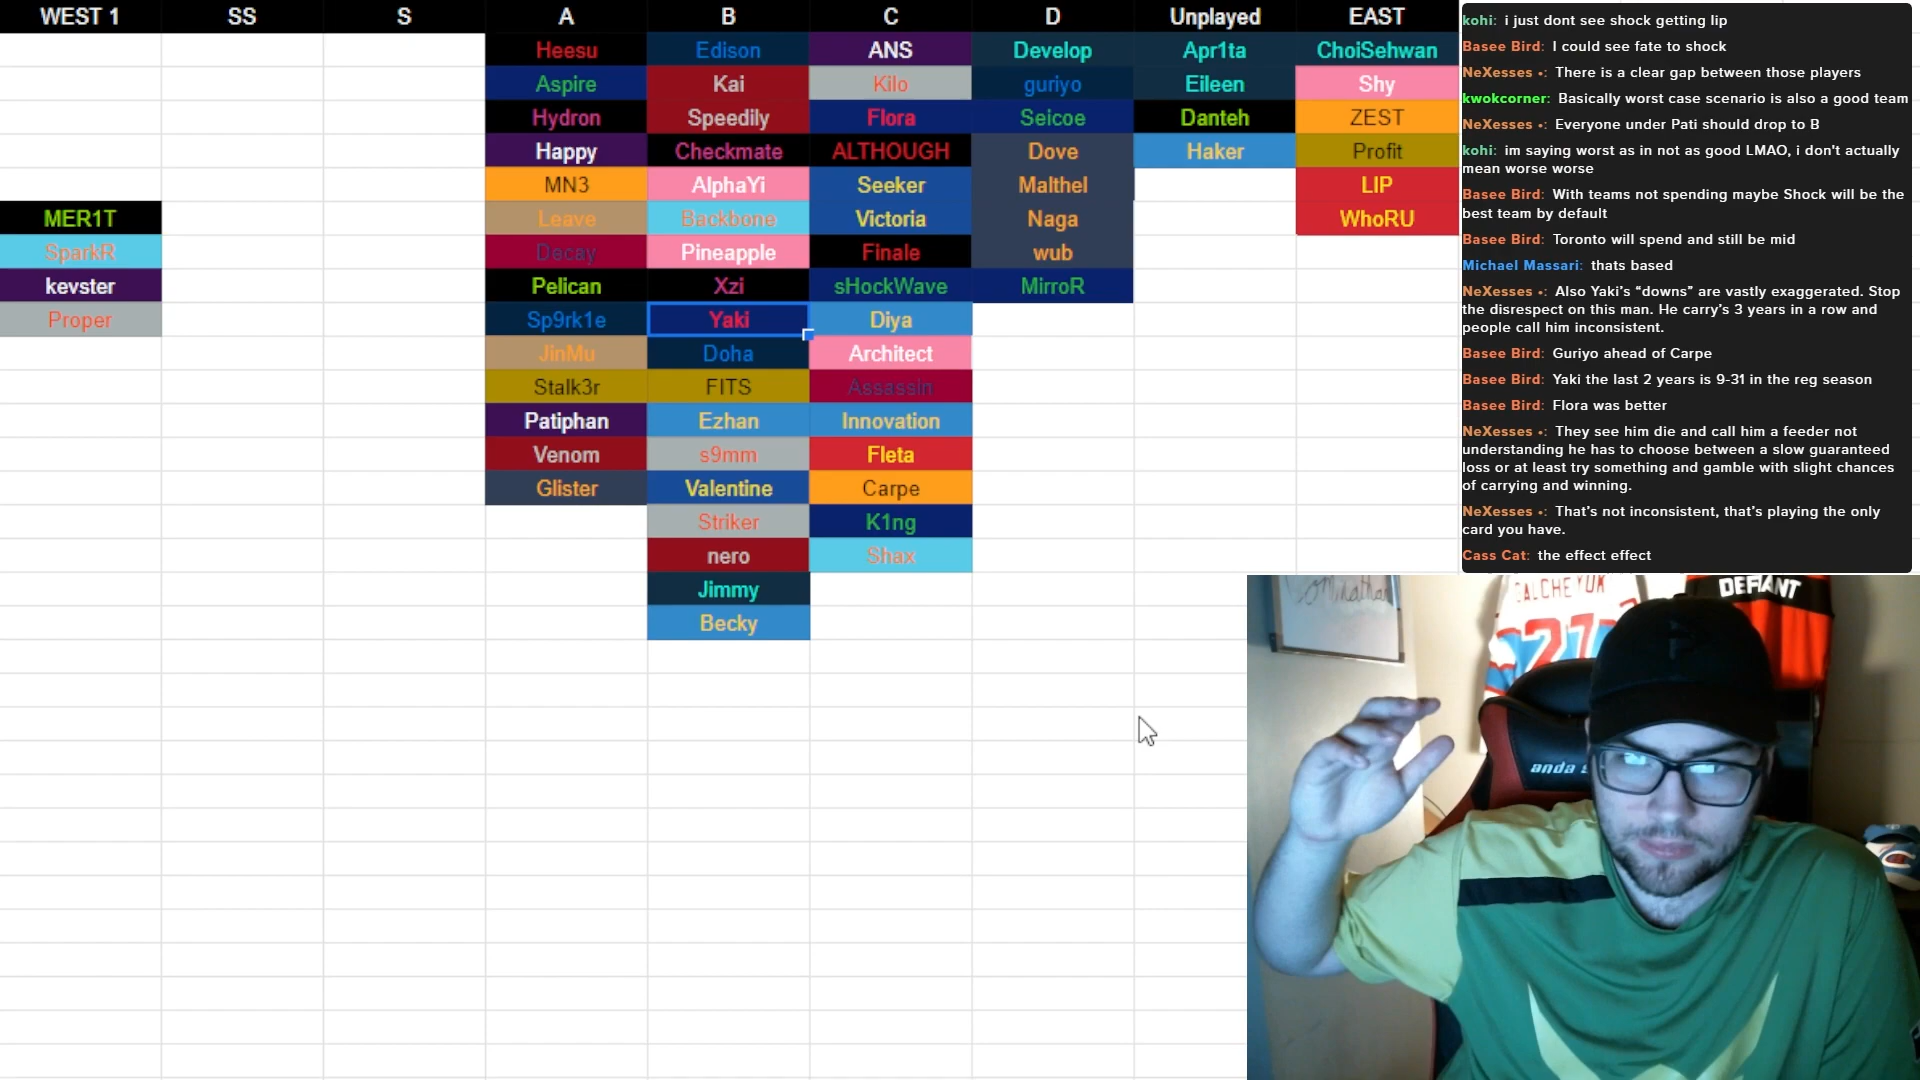 WEST 1 SS S A B C D Unplayed EAST
Heesu Edison ANS Develop Apr1ta ChoiSehwan
Aspire Kai Kilo guriyo Eileen Shy
Hydron Speedily Flora Seicoe Danteh ZEST
Happy Checkmate ALTHOUGH Dove Haker Profit
MN3 AlphaYi Seeker Malthel LIP
MER1T Leave Backbone Victoria Naga WhoRU
SparkR Decay Pineapple Finale wub
kevster Pelican Xzi sHockWave MirroR
Proper Sp9rk1e Yaki Diya
JinMu Doha Architect
Stalk3r FITS Assassin
Patiphan Ezhan Innovation
Venom s9mm Fleta
Glister Valentine Carpe
Striker K1ng
nero Shax
Jimmy
Becky
kohi: i just dont see shock getting lip
Basee Bird: I could see fate to shock
NeXesses •: There is a clear gap between those players
kwokcorner: Basically worst case scenario is also a good team
NeXesses •: Everyone under Pati should drop to B
kohi: im saying worst as in not as good LMAO, i don't actually
mean worse worse
Basee Bird: With teams not spending maybe Shock will be the
best team by default
Basee Bird: Toronto will spend and still be mid
Michael Massari: thats based
NeXesses •: Also Yaki's “downs” are vastly exaggerated. Stop
the disrespect on this man. He carry's 3 years in a row and
people call him inconsistent.
Basee Bird: Guriyo ahead of Carpe
Basee Bird: Yaki the last 2 years is 9-31 in the reg season
Basee Bird: Flora was better
NeXesses •: They see him die and call him a feeder not
understanding he has to choose between a slow guaranteed
loss or at least try something and gamble with slight chances
of carrying and winning.
NeXesses •: That's not inconsistent, that's playing the only
card you have.
Cass Cat: the effect effect
DEFIANT
27
anda